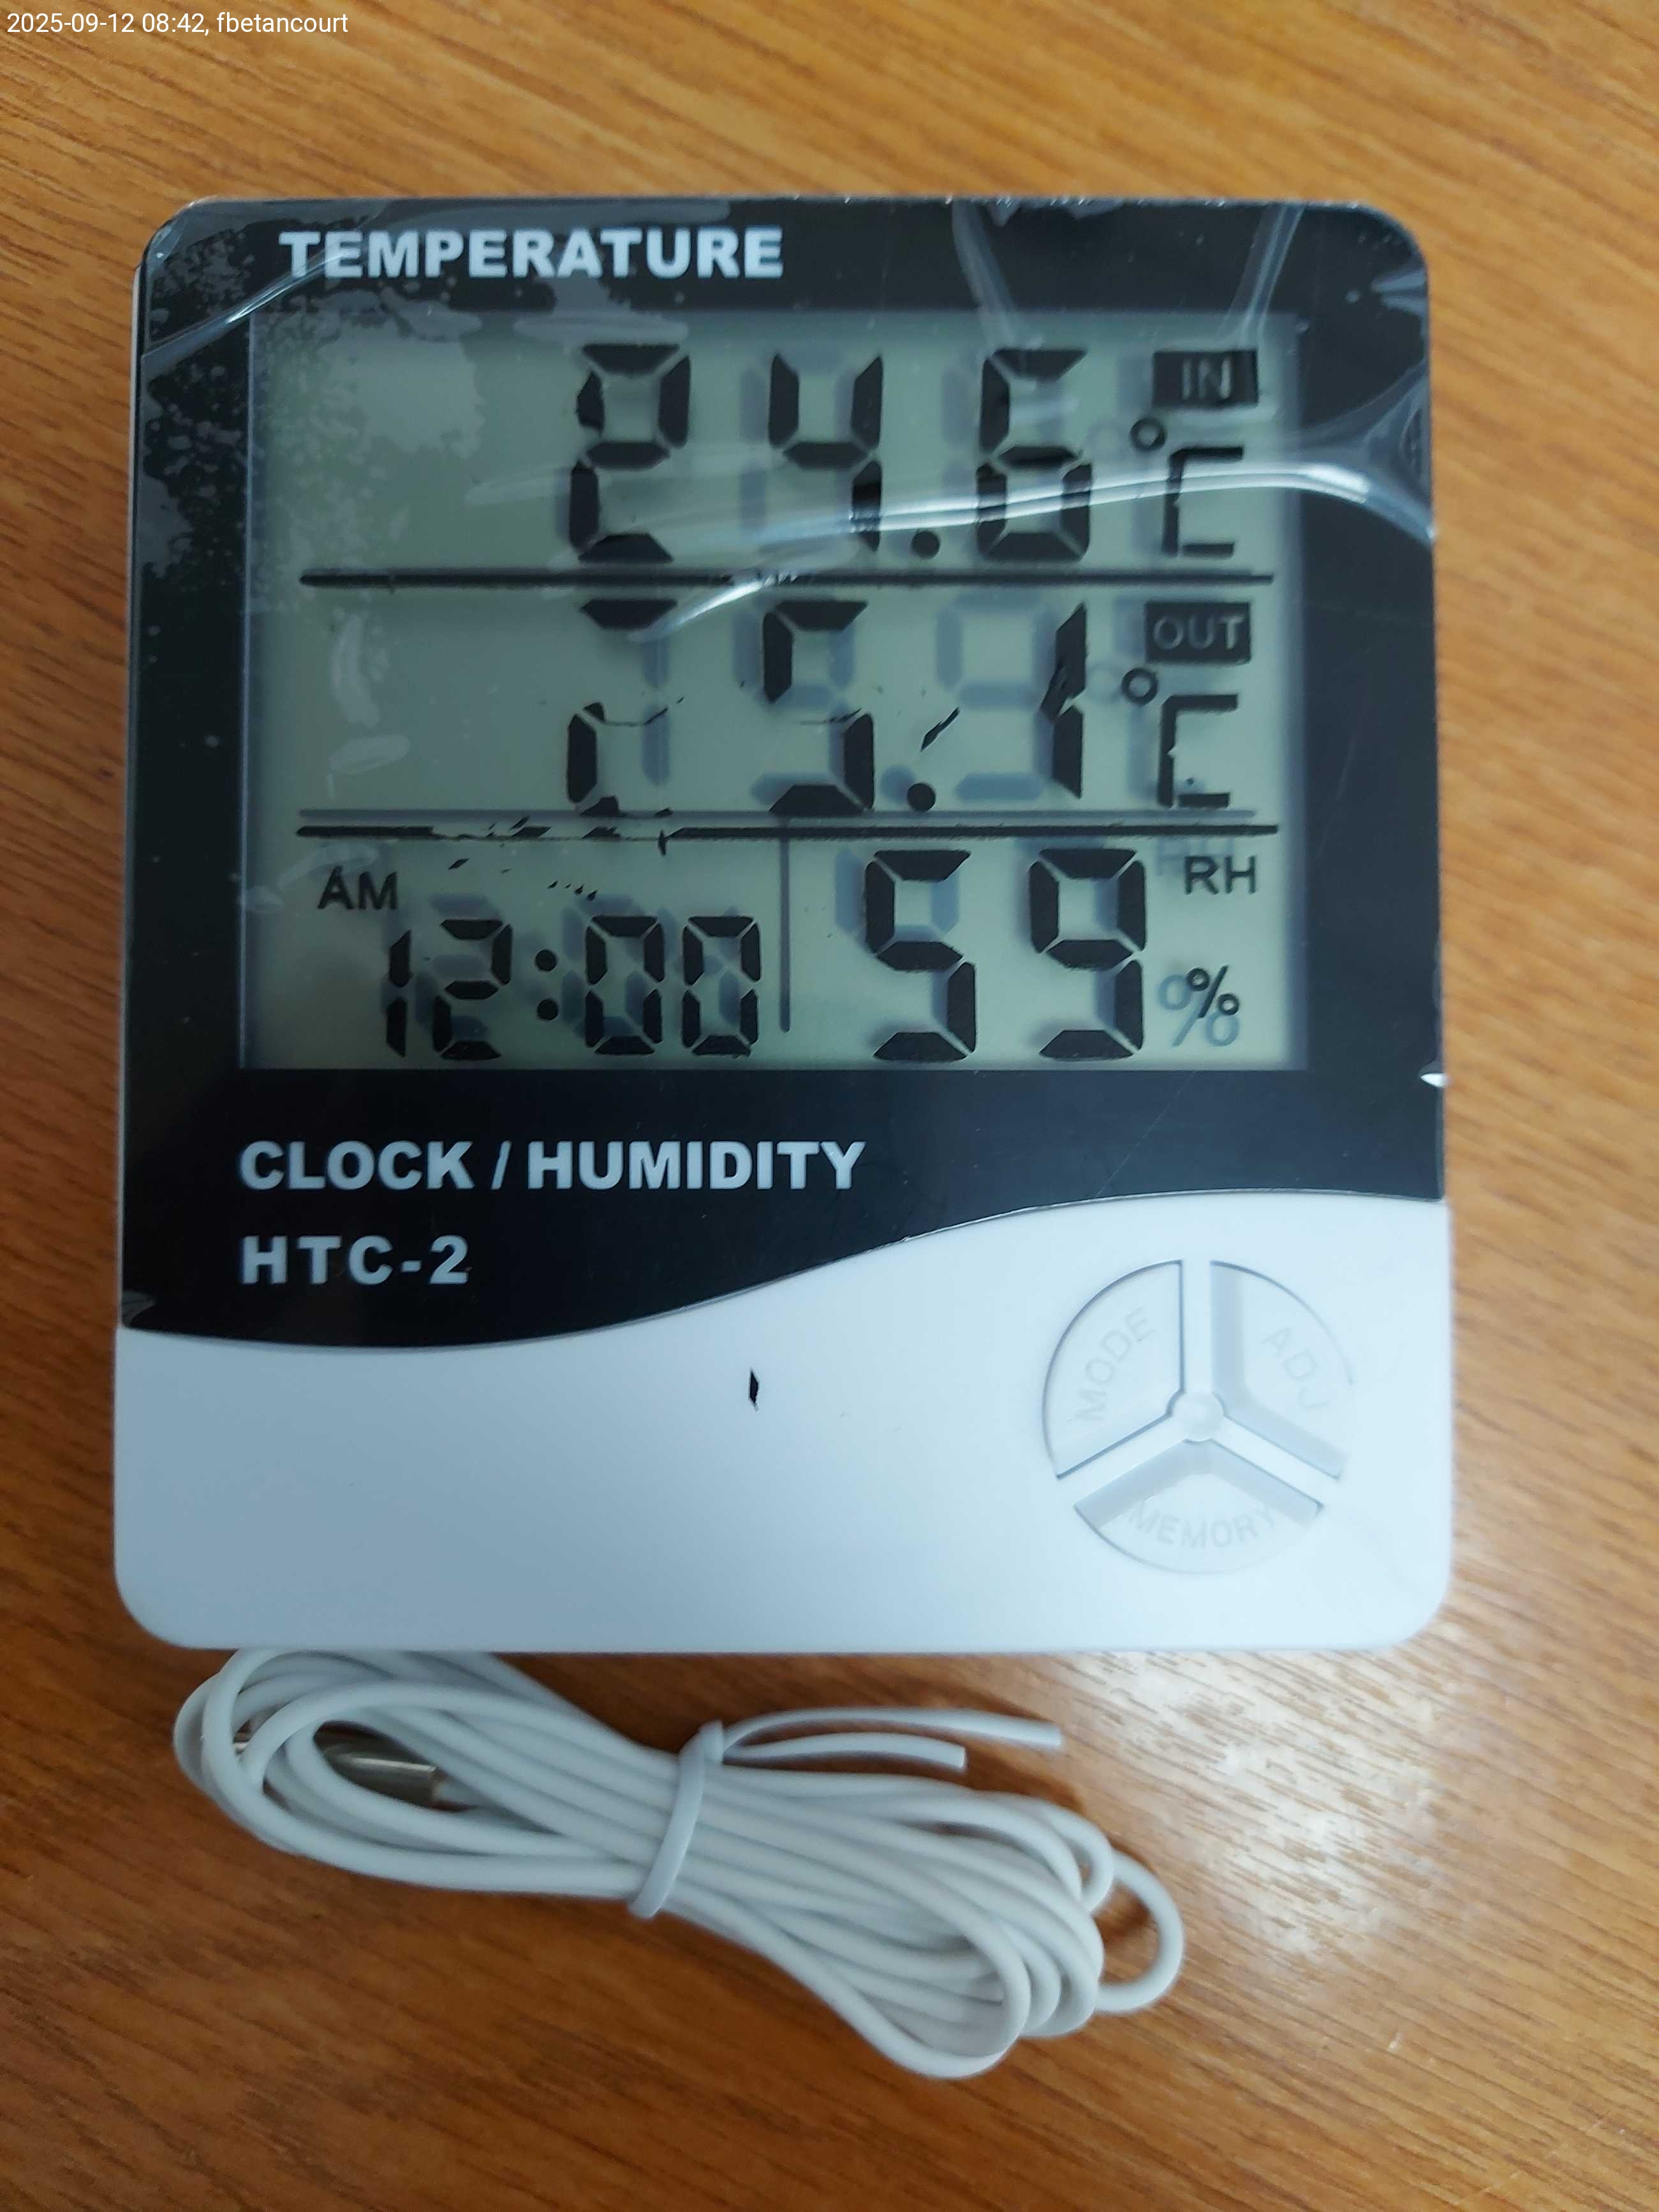 2025-09-12 08:42, fbetancourt
TEMPERATURE
IN
24.6 °C
OUT
°C
AM
12:00
RH
59 %
CLOCK / HUMIDITY
HTC-2
MODE
ADJ
MEMORY